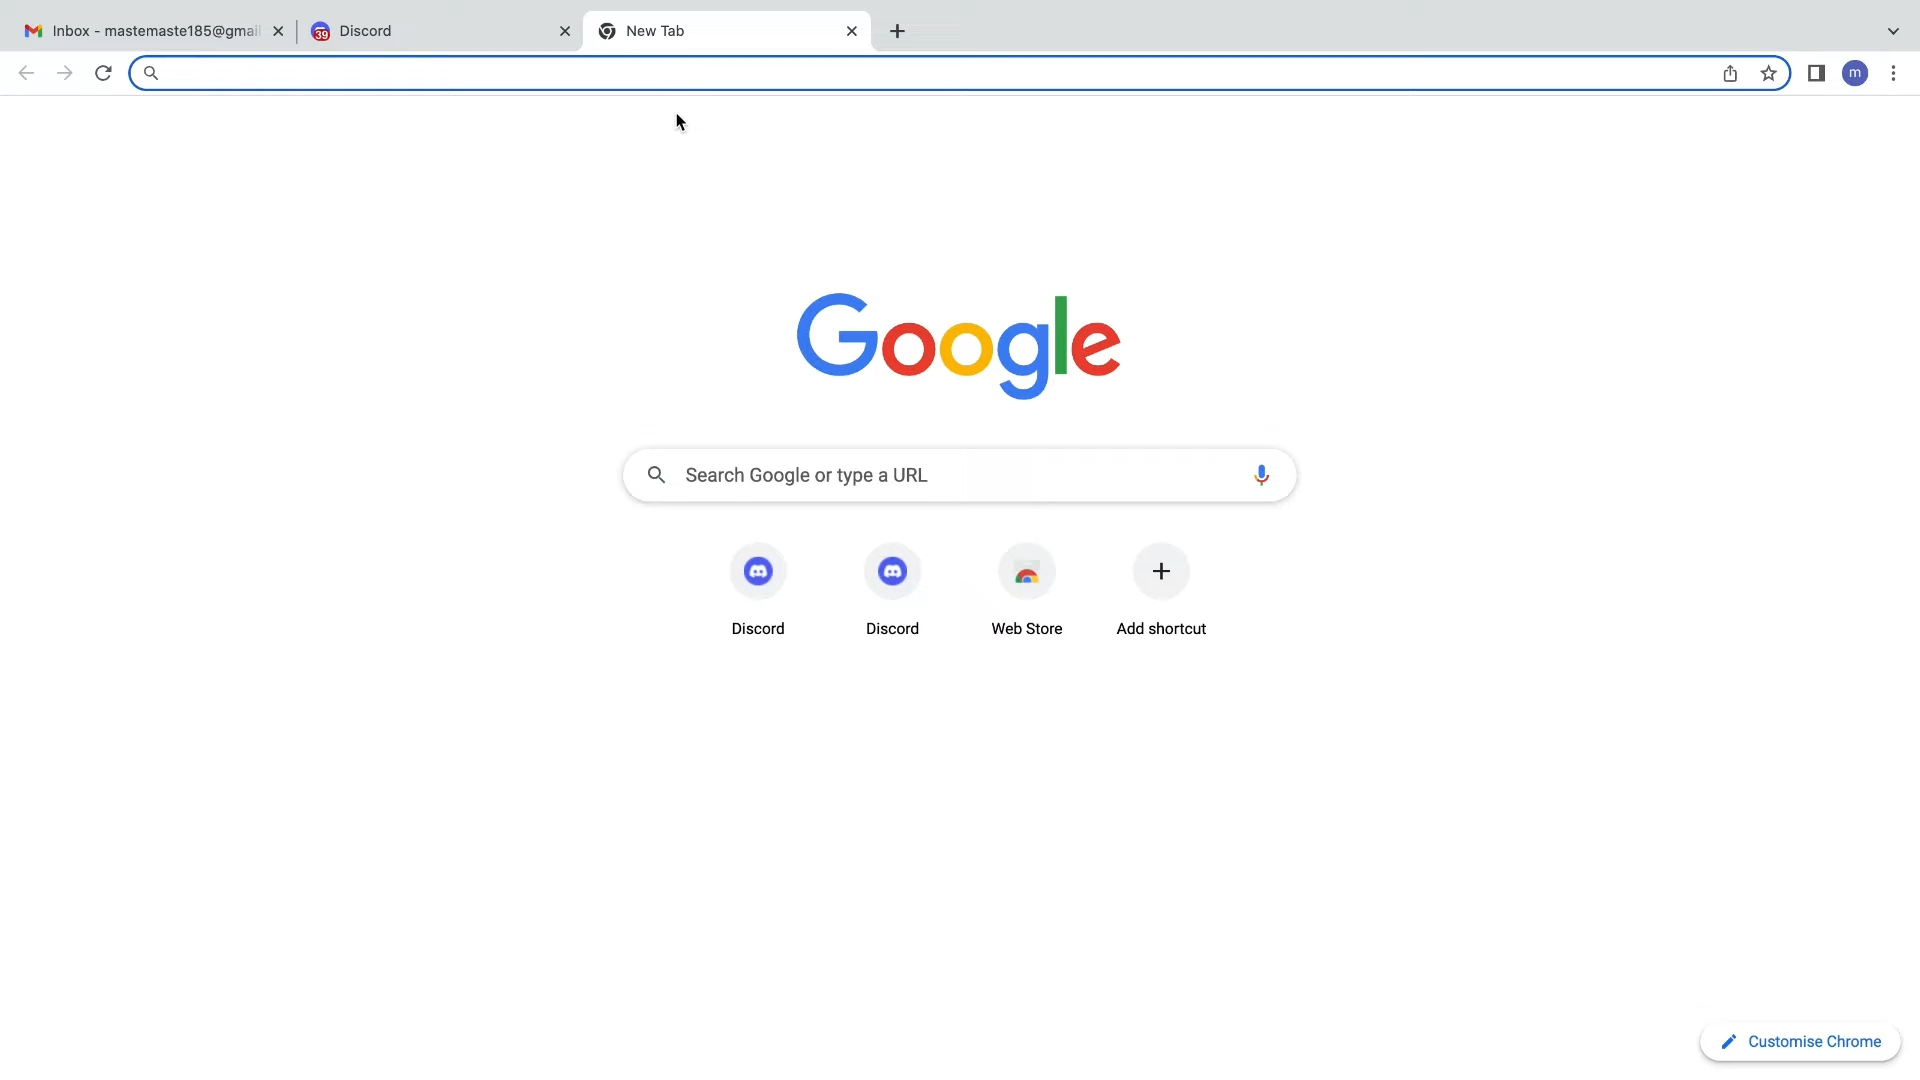 Inbox - mastemaste185@gmail
39
Discord
New Tab
m
Google
Search Google or type a URL
Discord
Discord
Web Store
Add shortcut
Customise Chrome